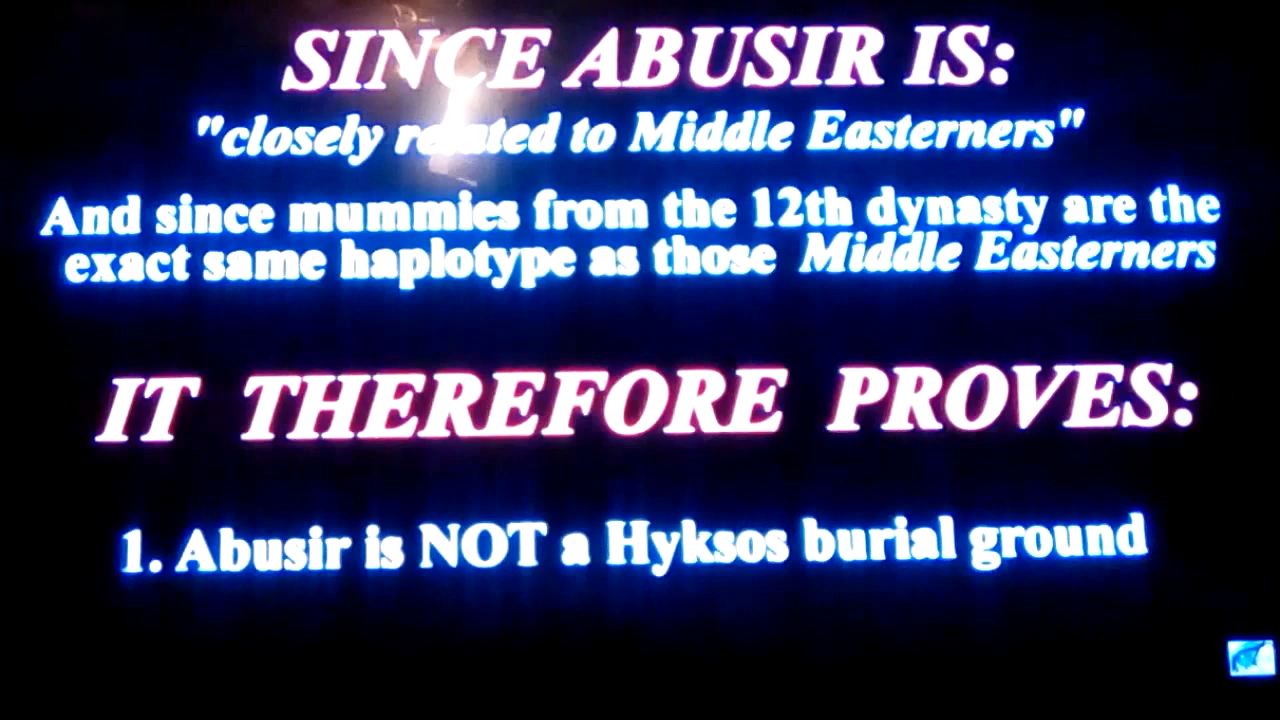 SINCE ABUSIR IS:
"closely related to Middle Easterners"
And since mummies from the 12th dynasty are the
exact same haplotype as those Middle Easterners
IT THEREFORE PROVES:
1. Abusir is NOT a Hyksos burial ground